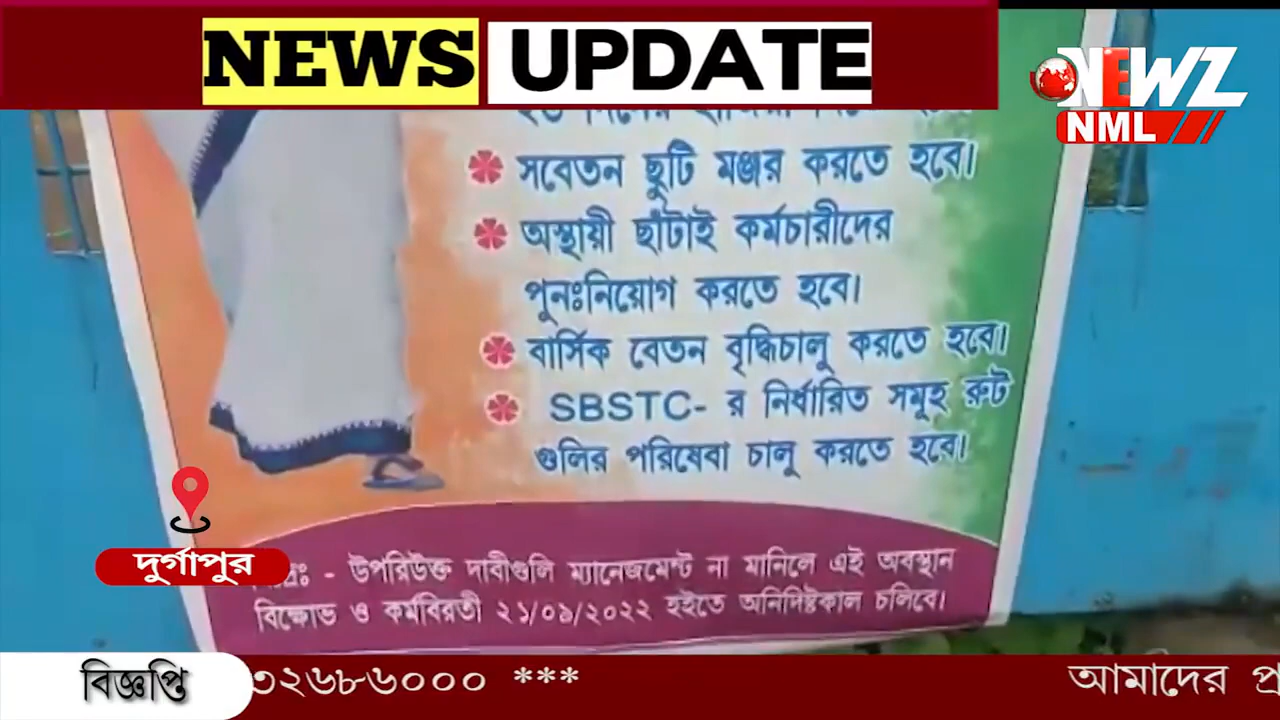 NEWS UPDATE
NEWZ
NML
সবেতন ছুটি মঞ্জুর করতে হবে।
অস্থায়ী ছাঁটাই কর্মচারীদের
পুনঃনিয়োগ করতে হবে।
বার্সিক বেতন বৃদ্ধিচালু করতে হবে।
SBSTC- র নির্ধারিত সমূহ রুট
গুলির পরিষেবা চালু করতে হবে।
দুর্গাপুর
- উপরিউক্ত দাবীগুলি ম্যানেজমেন্ট না মানিলে এই অবস্থান
বিক্ষোভ ও কর্মবিরতী ২১/০৯/২০২২ হইতে অনিদিষ্টকাল চলিবে।
বিজ্ঞপ্তি
৩২৬৮৬০০০ ***
আমাদের প্র